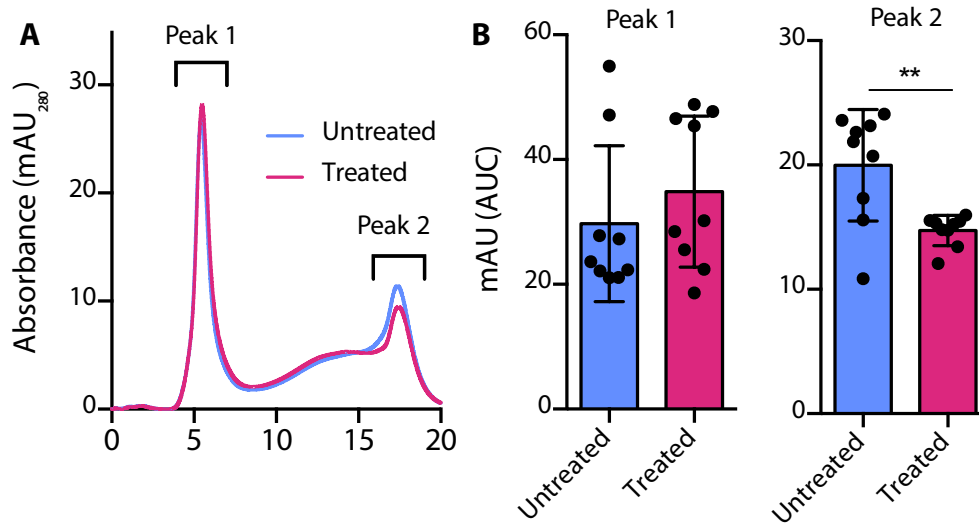 A
Peak 1
Absorbance (mAU₂₈₀)
30
20
10
0
0
5
10
15
20
Untreated
Treated
Peak 2
B
Peak 1
mAU (AUC)
60
40
20
0
Untreated
Treated
Peak 2
30
20
10
0
**
Untreated
Treated